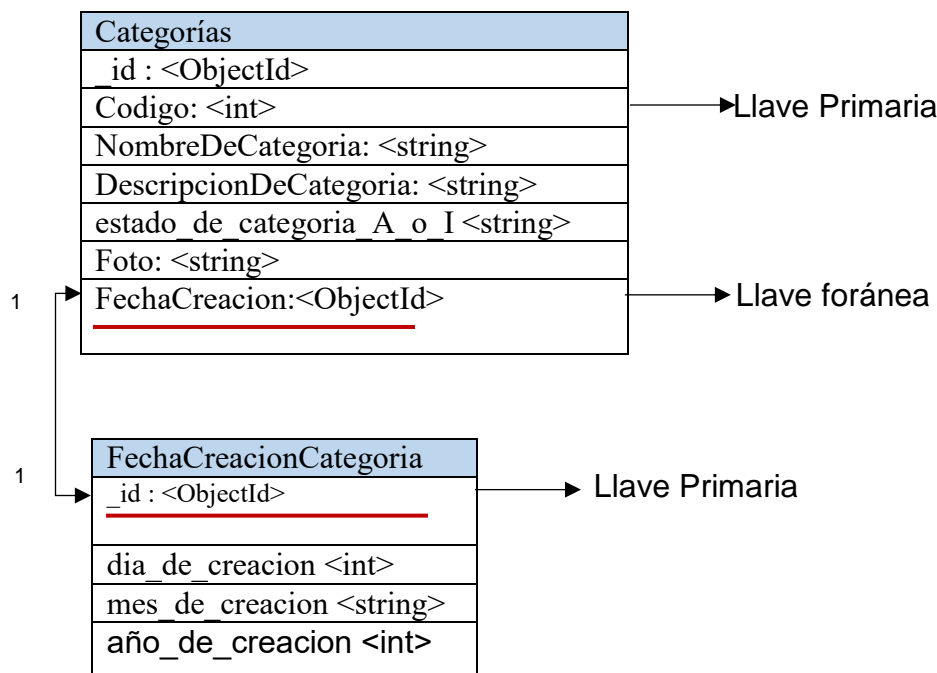 Categorías
_id : <ObjectId>
Codigo: <int>
Llave Primaria
NombreDeCategoria: <string>
DescripcionDeCategoria: <string>
estado_de_categoria_A_o_I <string>
Foto: <string>
1
FechaCreacion:<ObjectId>
Llave foránea
FechaCreacionCategoria
1
_id : <ObjectId>
Llave Primaria
dia_de_creacion <int>
mes_de_creacion <string>
año_de_creacion <int>